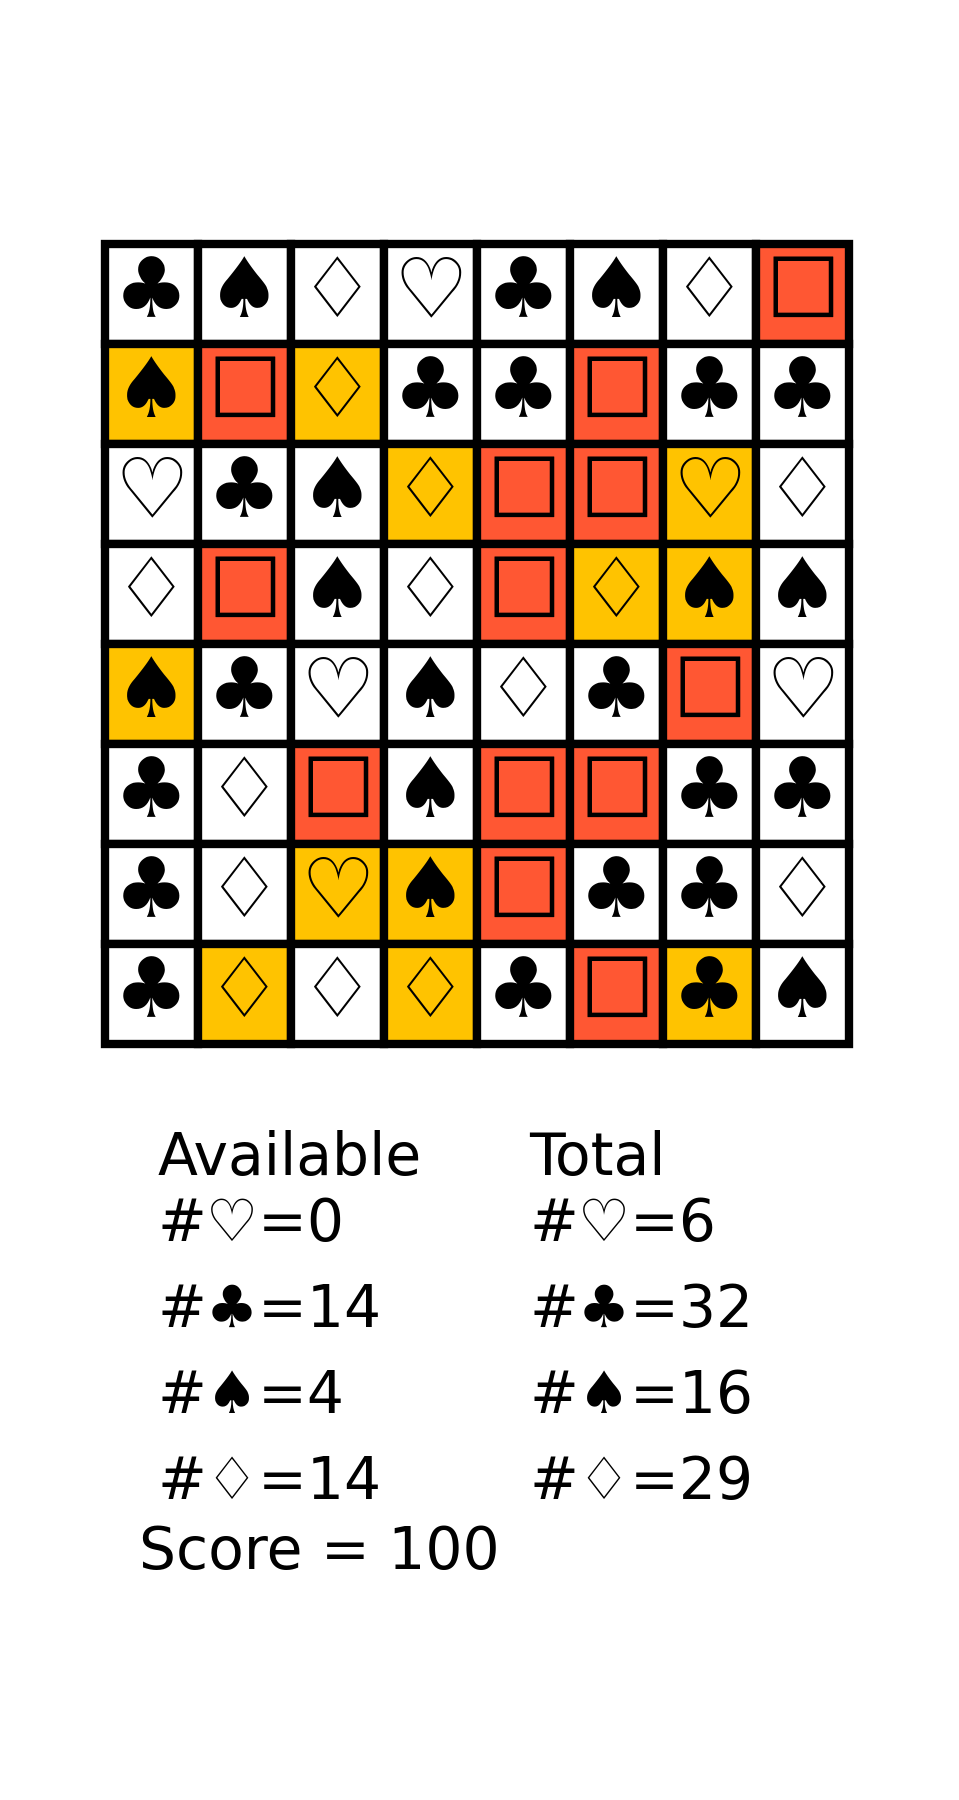 ♣ ♠ ♢ ♡ ♣ ♠ ♢ □
♠ □ ♢ ♣ ♣ □ ♣ ♣
♡ ♣ ♠ ♢ □ □ ♡ ♢
♢ □ ♠ ♢ □ ♢ ♠ ♠
♠ ♣ ♡ ♠ ♢ ♣ □ ♡
♣ ♢ □ ♠ □ □ ♣ ♣
♣ ♢ ♡ ♠ □ ♣ ♣ ♢
♣ ♢ ♢ ♢ ♣ □ ♣ ♠
Available Total
#♡=0 #♡=6
#♣=14 #♣=32
#♠=4 #♠=16
#♢=14 #♢=29
Score = 100